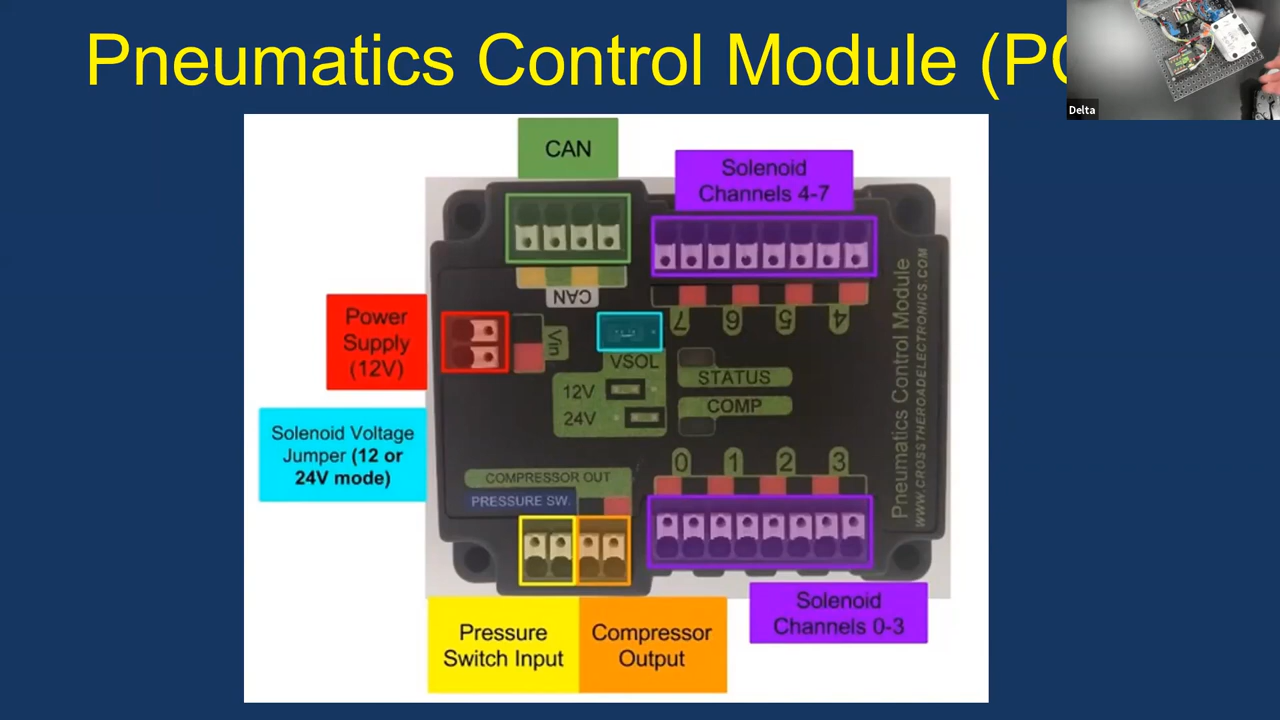 Pneumatics Control Module (PC
Delta
CAN
Solenoid
Channels 4-7
CAN
7 6 5 4
Power
Supply
(12V)
Vin
VSOL
12V
24V
STATUS
COMP
Solenoid Voltage
Jumper (12 or
24V mode)
COMPRESSOR OUT
PRESSURE SW.
0 1 2 3
Pneumatics Control Module
WWW.CROSSTHEROADELECTRONICS.COM
Pressure
Switch Input
Compressor
Output
Solenoid
Channels 0-3